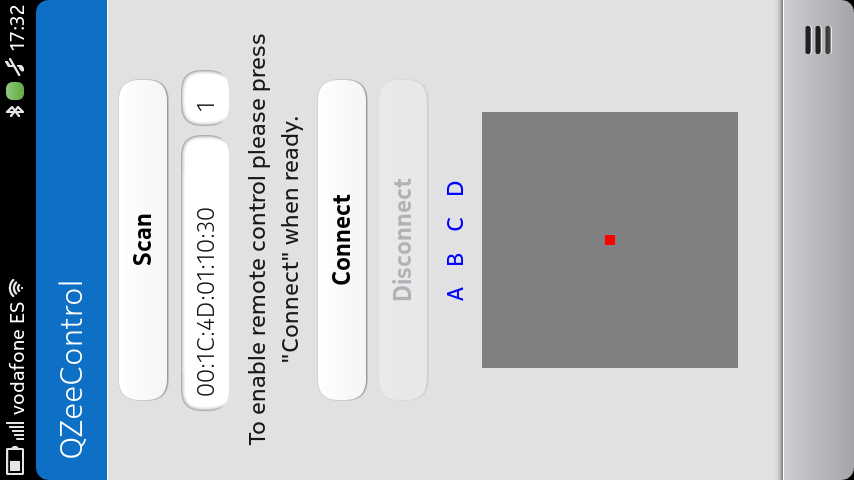 vodafone ES 17:32
QZeeControl
Scan
00:1C:4D:01:10:30 1
To enable remote control please press
"Connect" when ready.
Connect
Disconnect
A B C D